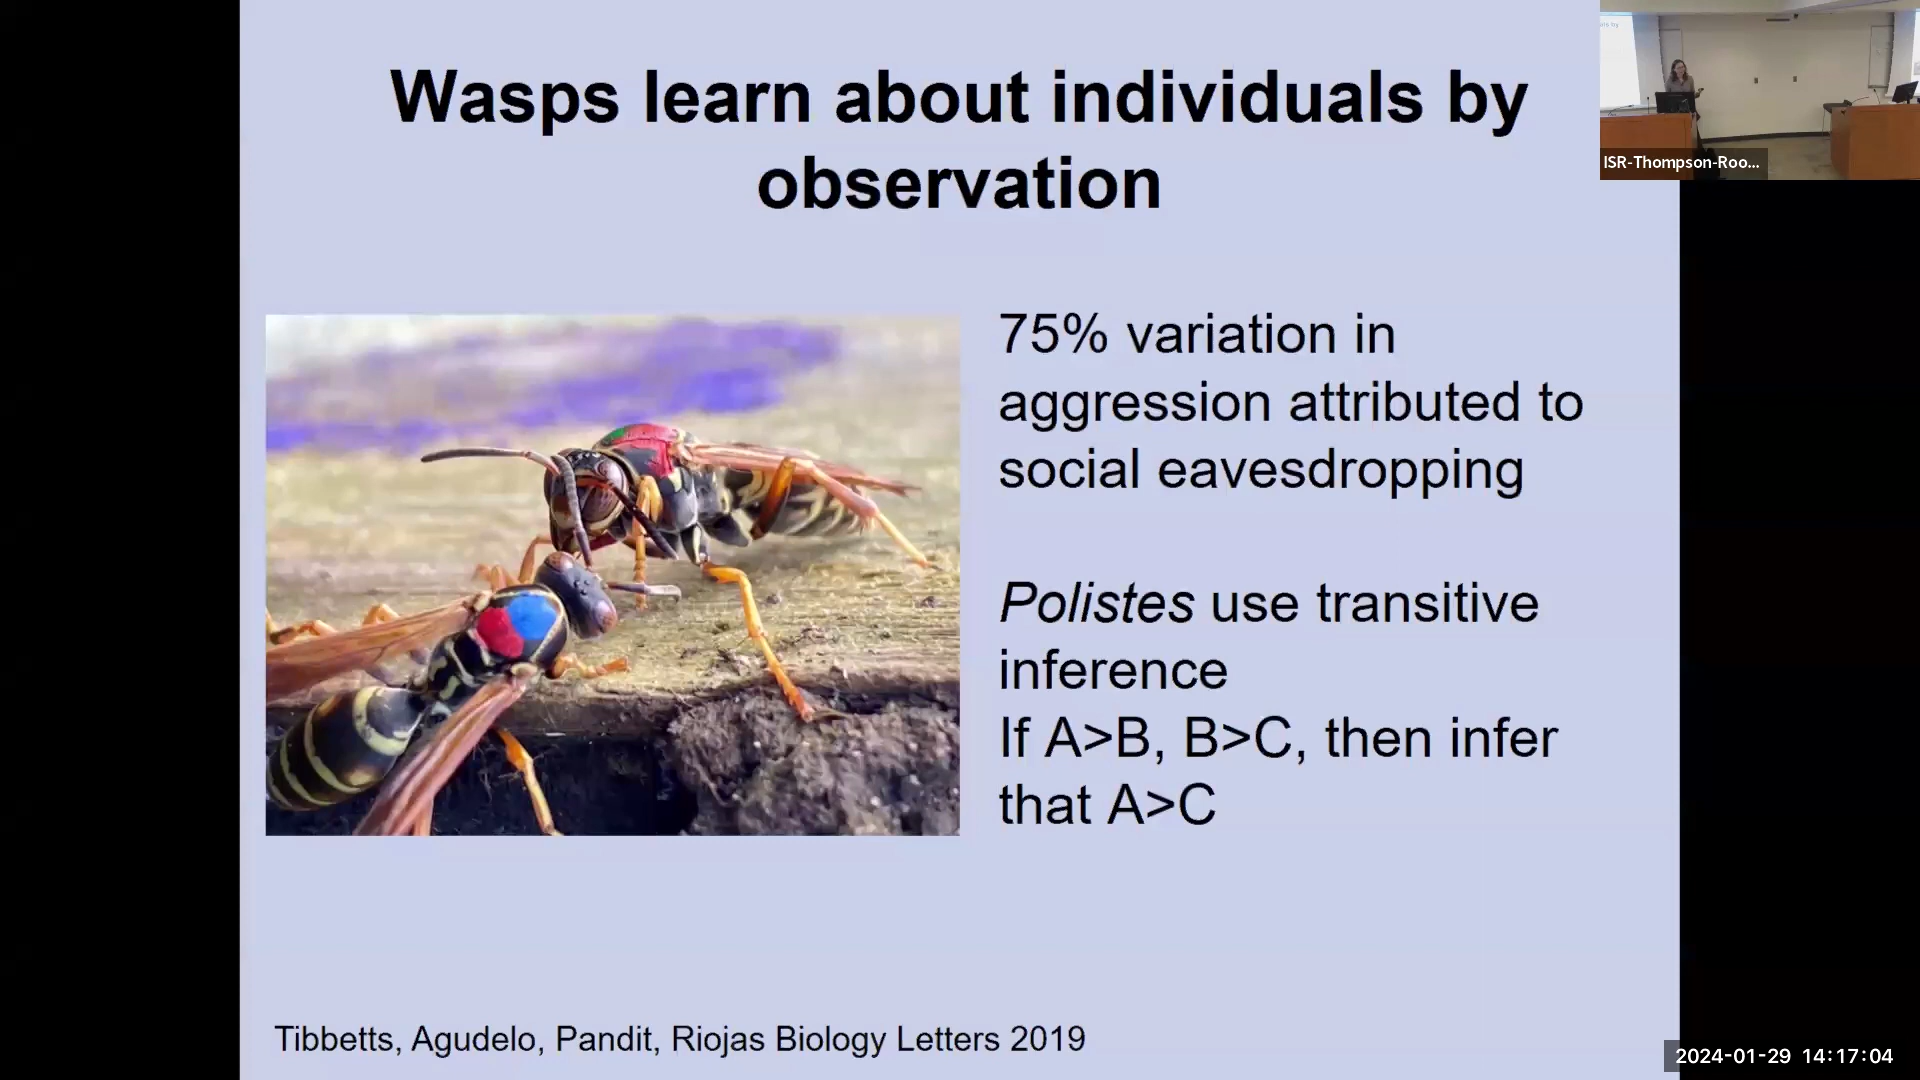 Wasps learn about individuals by
observation
ISR-Thompson-Roo...
75% variation in
aggression attributed to
social eavesdropping
Polistes use transitive
inference
If A>B, B>C, then infer
that A>C
Tibbetts, Agudelo, Pandit, Riojas Biology Letters 2019
2024-01-29 14:17:04